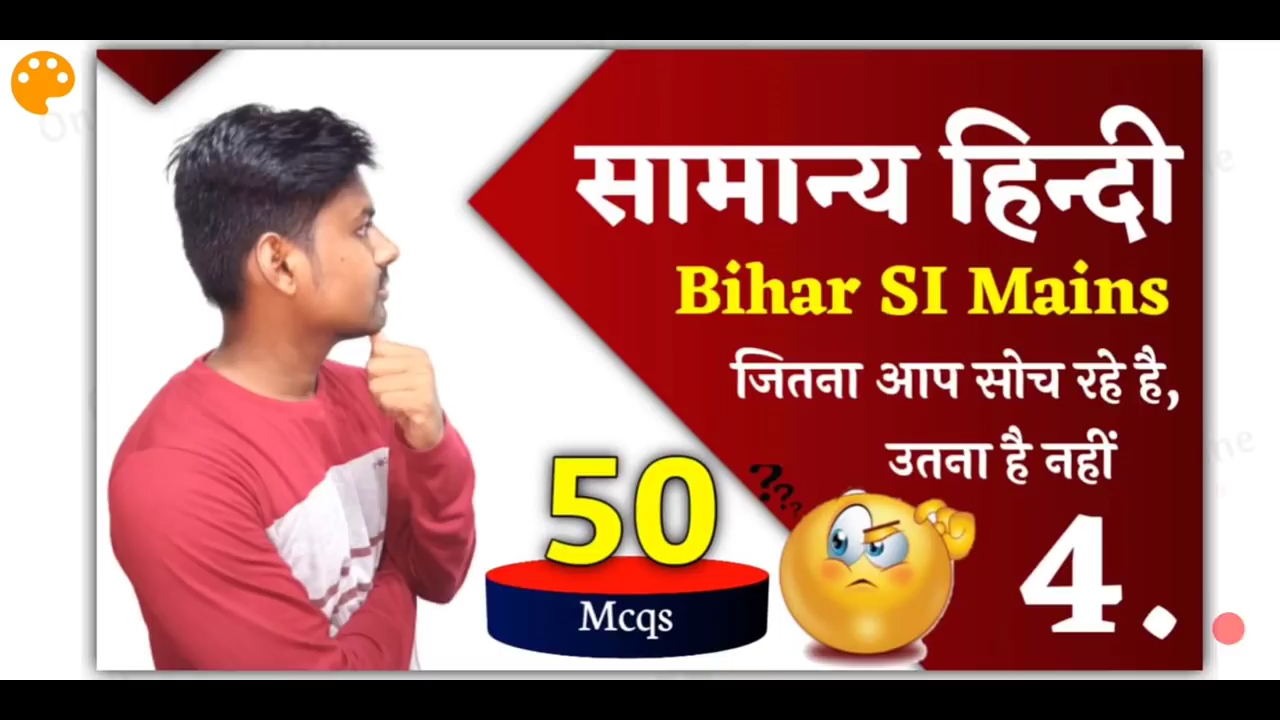 सामान्य हिन्दी
Bihar SI Mains
जितना आप सोच रहे है,
उतना है नहीं
50
Mcqs
???
4.